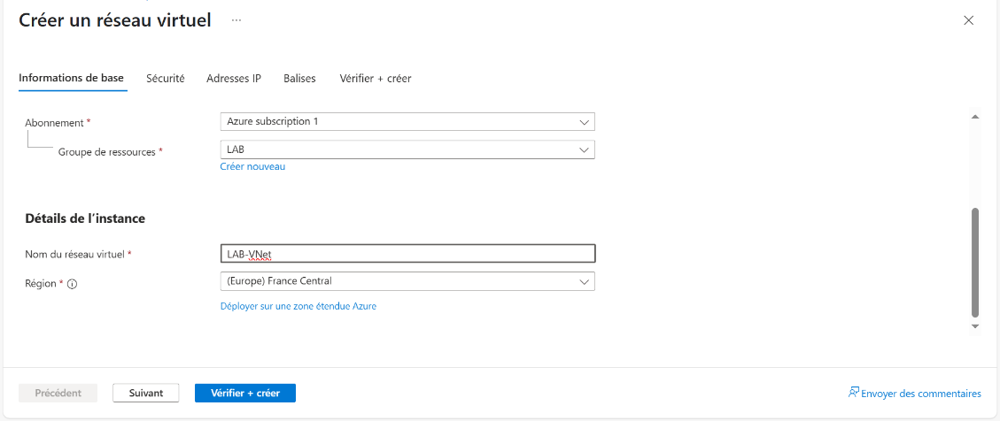 Créer un réseau virtuel ...
Informations de base Sécurité Adresses IP Balises Vérifier + créer
Abonnement * Azure subscription 1
Groupe de ressources * LAB
Créer nouveau
Détails de l’instance
Nom du réseau virtuel * LAB-VNet
Région * (Europe) France Central
Déployer sur une zone étendue Azure
Précédent Suivant Vérifier + créer Envoyer des commentaires